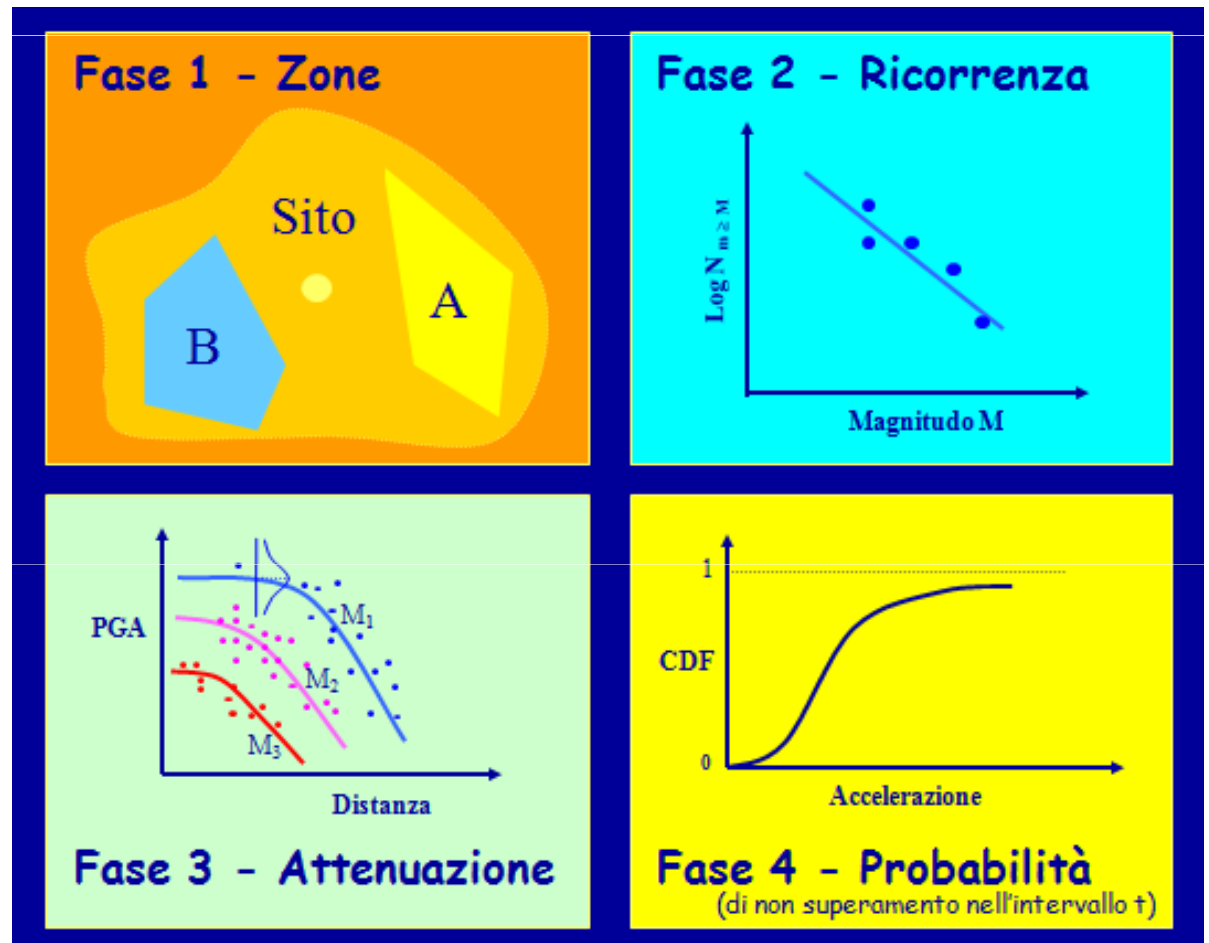 Fase 1 - Zone
Sito
A
B
Fase 2 - Ricorrenza
Log N m ≥ M
Magnitudo M
PGA
M1
M2
M3
Distanza
Fase 3 - Attenuazione
1
CDF
0
Accelerazione
Fase 4 - Probabilità
(di non superamento nell'intervallo t)